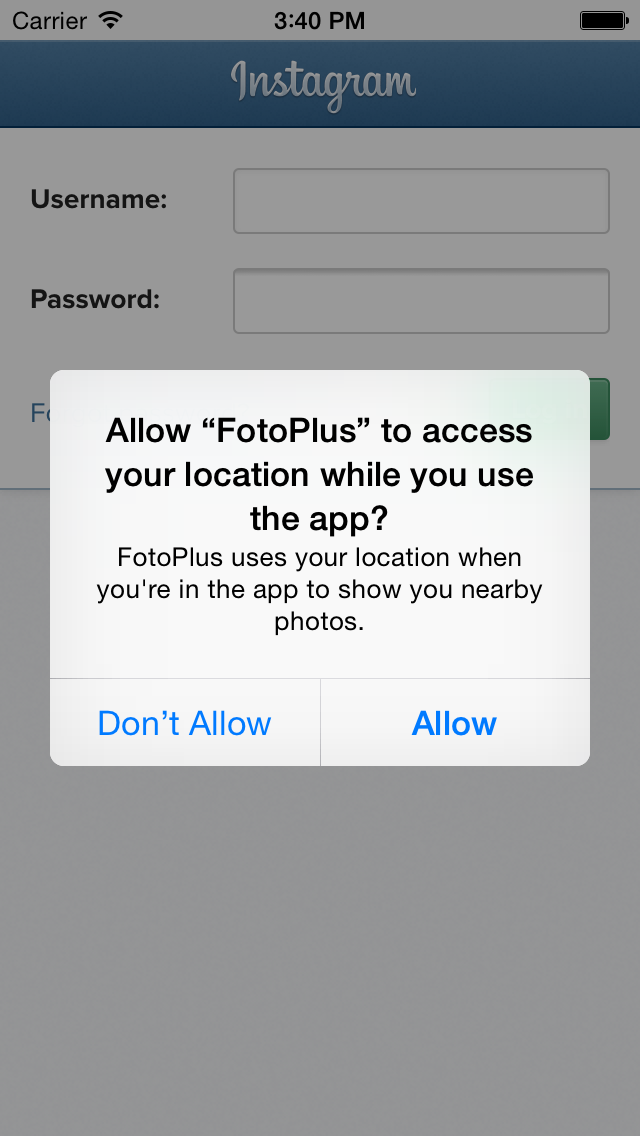 Carrier 3:40 PM
Instagram
Username:
Password:
Fo
Allow “FotoPlus” to access
your location while you use
the app?
FotoPlus uses your location when
you're in the app to show you nearby
photos.
Don’t Allow Allow